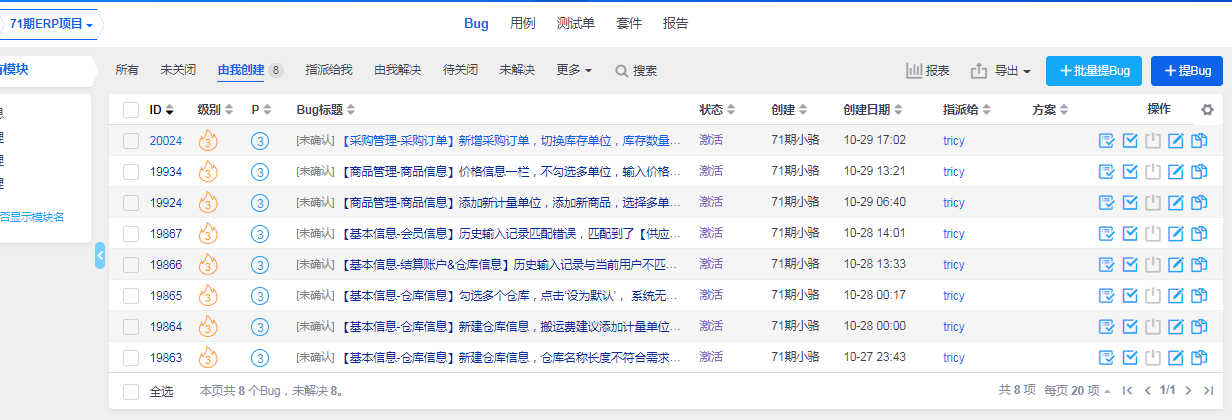 71期ERP项目
Bug 用例 测试单 套件 报告
模块
所有 未关闭 由我创建 8 指派给我 由我解决 待关闭 未解决 更多 搜索 报表 导出 +批量提Bug +提Bug
ID 级别 P Bug标题 状态 创建 创建日期 指派给 方案 操作
20024 3 3 [未确认] 【采购管理-采购订单】新增采购订单，切换库存单位，库存数量... 激活 71期小骆 10-29 17:02 tricy
19934 3 3 [未确认] 【商品管理-商品信息】价格信息一栏，不勾选多单位，输入价格... 激活 71期小骆 10-29 13:21 tricy
19924 3 3 [未确认] 【商品管理-商品信息】添加新计量单位，添加新商品，选择多单... 激活 71期小骆 10-29 06:40 tricy
否显示模块名
19867 3 3 [未确认] 【基本信息-会员信息】历史输入记录匹配错误，匹配到了【供应... 激活 71期小骆 10-28 14:01 tricy
19866 3 3 [未确认] 【基本信息-结算账户&仓库信息】历史输入记录与当前用户不匹... 激活 71期小骆 10-28 13:33 tricy
19865 3 3 [未确认] 【基本信息-仓库信息】勾选多个仓库，点击'设为默认'， 系统无... 激活 71期小骆 10-28 00:17 tricy
19864 3 3 [未确认] 【基本信息-仓库信息】新建仓库信息，搬运费建议添加计量单位... 激活 71期小骆 10-28 00:00 tricy
19863 3 3 [未确认] 【基本信息-仓库信息】新建仓库信息，仓库名称长度不符合需求... 激活 71期小骆 10-27 23:43 tricy
全选 本页共 8 个Bug，未解决 8。 共 8 项 每页 20 项 1/1